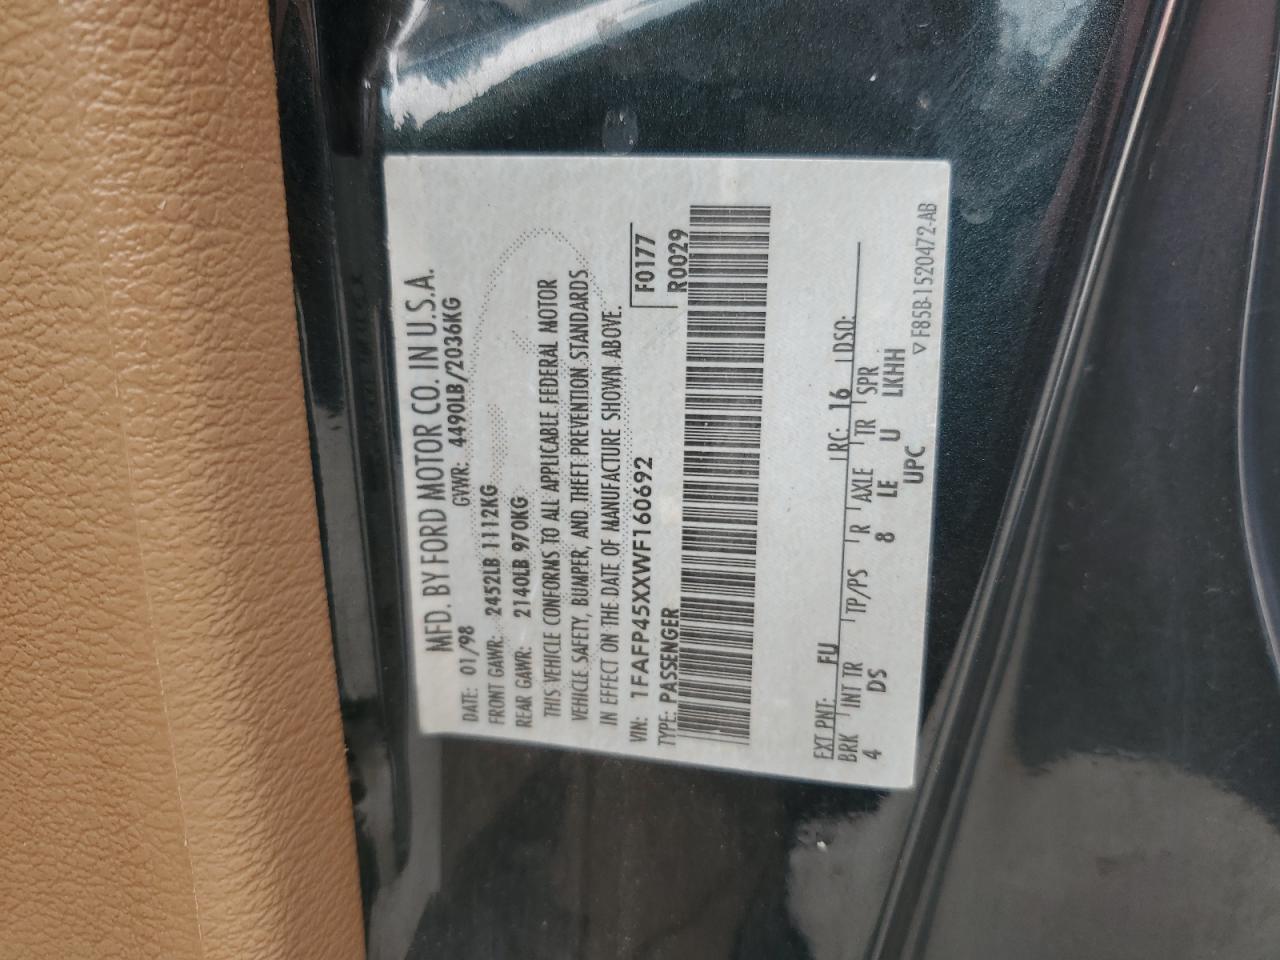 MFD. BY FORD MOTOR CO. IN U.S.A.
DATE: 01/98 GVWR: 4490LB/2036KG
FRONT GAWR: 2452LB 1112KG
REAR GAWR: 2140LB 970KG
THIS VEHICLE CONFORMS TO ALL APPLICABLE FEDERAL MOTOR
VEHICLE SAFETY, BUMPER, AND THEFT PREVENTION STANDARDS
IN EFFECT ON THE DATE OF MANUFACTURE SHOWN ABOVE.
VIN: 1FAFP45XXWF160692 F0177
TYPE: PASSENGER R0029
EXT PNT: FU RC: 16 DSO:
BRK INT TR TP/PS R AXLE TR SPR
4 DS 8 LE U LKHH
UPC
▽ F85B-1520472-AB